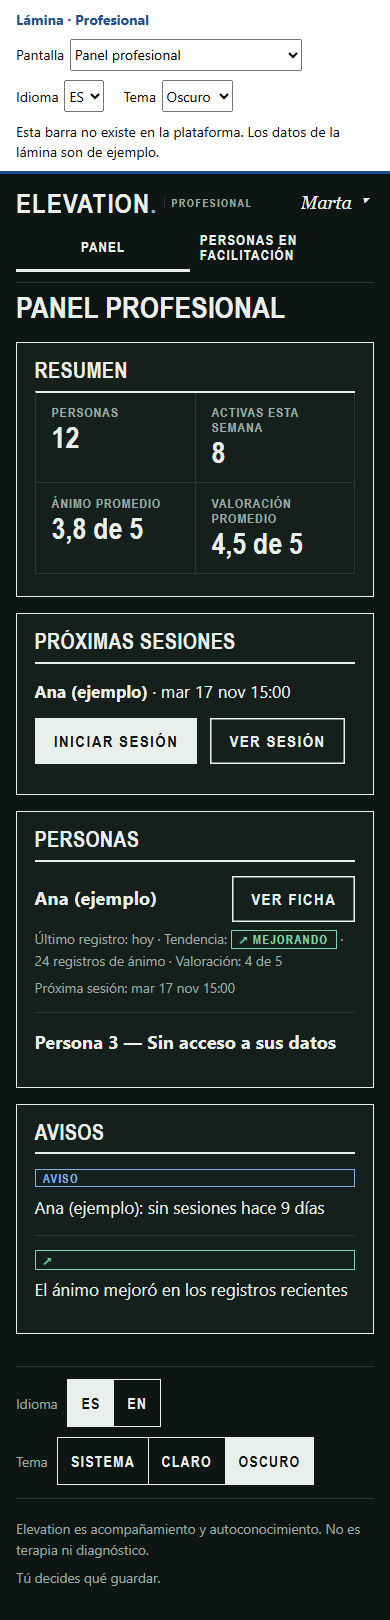 Lámina · Profesional
Pantalla Panel profesional
Idioma ES Tema Oscuro
Esta barra no existe en la plataforma. Los datos de la
lámina son de ejemplo.
ELEVATION. PROFESIONAL Marta
PANEL
PERSONAS EN
FACILITACIÓN
PANEL PROFESIONAL
RESUMEN
PERSONAS
12
ACTIVAS ESTA
SEMANA
8
ÁNIMO PROMEDIO
3,8 de 5
VALORACIÓN
PROMEDIO
4,5 de 5
PRÓXIMAS SESIONES
Ana (ejemplo) · mar 17 nov 15:00
INICIAR SESIÓN VER SESIÓN
PERSONAS
Ana (ejemplo) VER FICHA
Último registro: hoy · Tendencia: ↗ MEJORANDO ·
24 registros de ánimo · Valoración: 4 de 5
Próxima sesión: mar 17 nov 15:00
Persona 3 — Sin acceso a sus datos
AVISOS
AVISO
Ana (ejemplo): sin sesiones hace 9 días
↗
El ánimo mejoró en los registros recientes
Idioma ES EN
Tema SISTEMA CLARO OSCURO
Elevation es acompañamiento y autoconocimiento. No es
terapia ni diagnóstico.
Tú decides qué guardar.